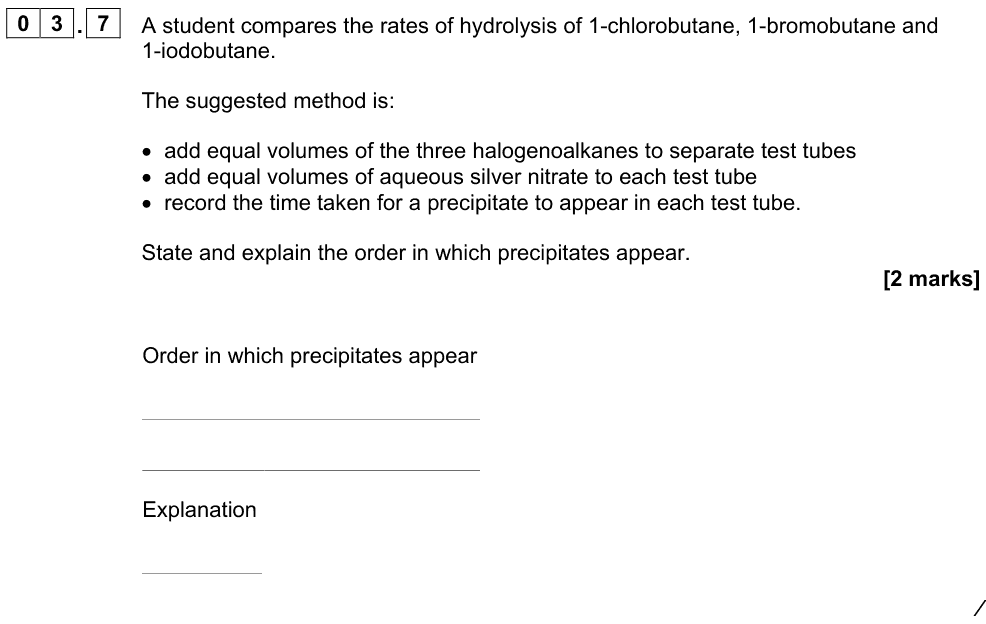 03.7 A student compares the rates of hydrolysis of 1-chlorobutane, 1-bromobutane and
1-iodobutane.
The suggested method is:
• add equal volumes of the three halogenoalkanes to separate test tubes
• add equal volumes of aqueous silver nitrate to each test tube
• record the time taken for a precipitate to appear in each test tube.
State and explain the order in which precipitates appear.
[2 marks]
Order in which precipitates appear
Explanation
/